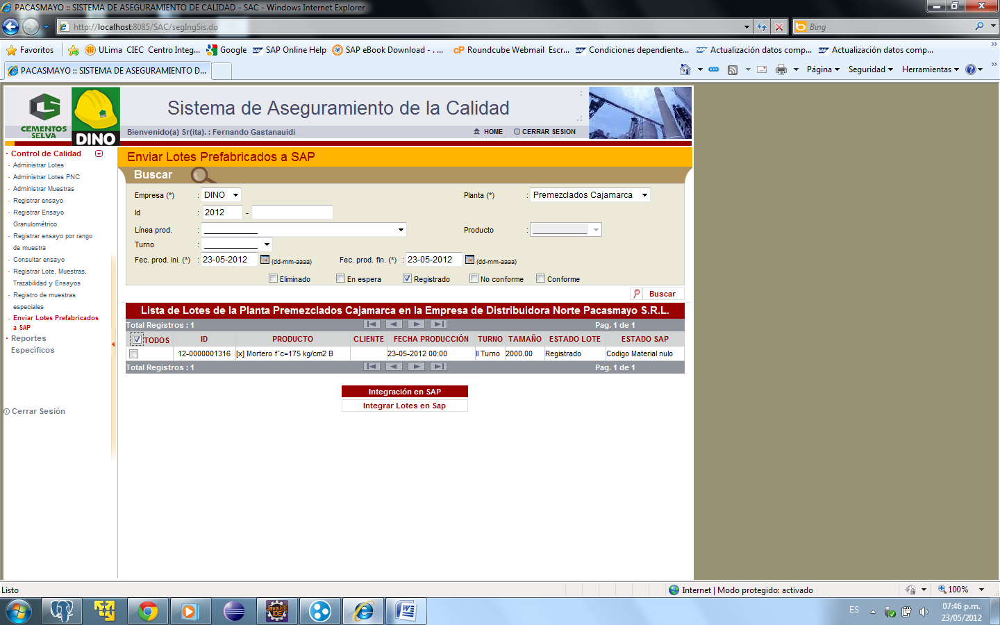 PACASMAYO :: SISTEMA DE ASEGURAMIENTO DE CALIDAD - SAC - Windows Internet Explorer
http://localhost:8085/SAC/segIngSis.do
Bing
Favoritos
ULima CIEC Centro Integ...
Google
SAP Online Help
SAP eBook Download - . ...
Roundcube Webmail Escr...
Condiciones dependiente...
Actualización datos comp...
Actualización datos comp...
PACASMAYO :: SISTEMA DE ASEGURAMIENTO D...
Página
Seguridad
Herramientas
CEMENTOS
SELVA
DINO
Sistema de Aseguramiento de la Calidad
Bienvenido(a) Sr(ita). : Fernando Gastanauidi
HOME
CERRAR SESION
Control de Calidad
Administrar Lotes
Administrar Lotes PNC
Administrar Muestras
Registrar ensayo
Registrar Ensayo
Granulométrico
Registrar ensayo por rango
de muestra
Consultar ensayo
Registrar Lote, Muestras,
Trazabilidad y Ensayos
Registro de muestras
especiales
Enviar Lotes Prefabricados
a SAP
Reportes
Específicos
Cerrar Sesión
Enviar Lotes Prefabricados a SAP
Buscar
Empresa (*) : DINO Planta (*) : Premezclados Cajamarca
Id : 2012 -
Línea prod. : Producto :
Turno :
Fec. prod. ini. (*) : 23-05-2012 (dd-mm-aaaa) Fec. prod. fin. (*) : 23-05-2012 (dd-mm-aaaa)
Eliminado En espera Registrado No conforme Conforme
Buscar
Lista de Lotes de la Planta Premezclados Cajamarca en la Empresa de Distribuidora Norte Pacasmayo S.R.L.
Total Registros : 1 Pag. 1 de 1
TODOS ID PRODUCTO CLIENTE FECHA PRODUCCIÓN TURNO TAMAÑO ESTADO LOTE ESTADO SAP
12-0000001316 [x] Mortero f´c=175 kg/cm2 B 23-05-2012 00:00 II Turno 2000.00 Registrado Codigo Material nulo
Total Registros : 1 Pag. 1 de 1
Integración en SAP
Integrar Lotes en Sap
Listo
Internet | Modo protegido: activado
100%
Java EE
IDE
ES
07:46 p.m.
23/05/2012